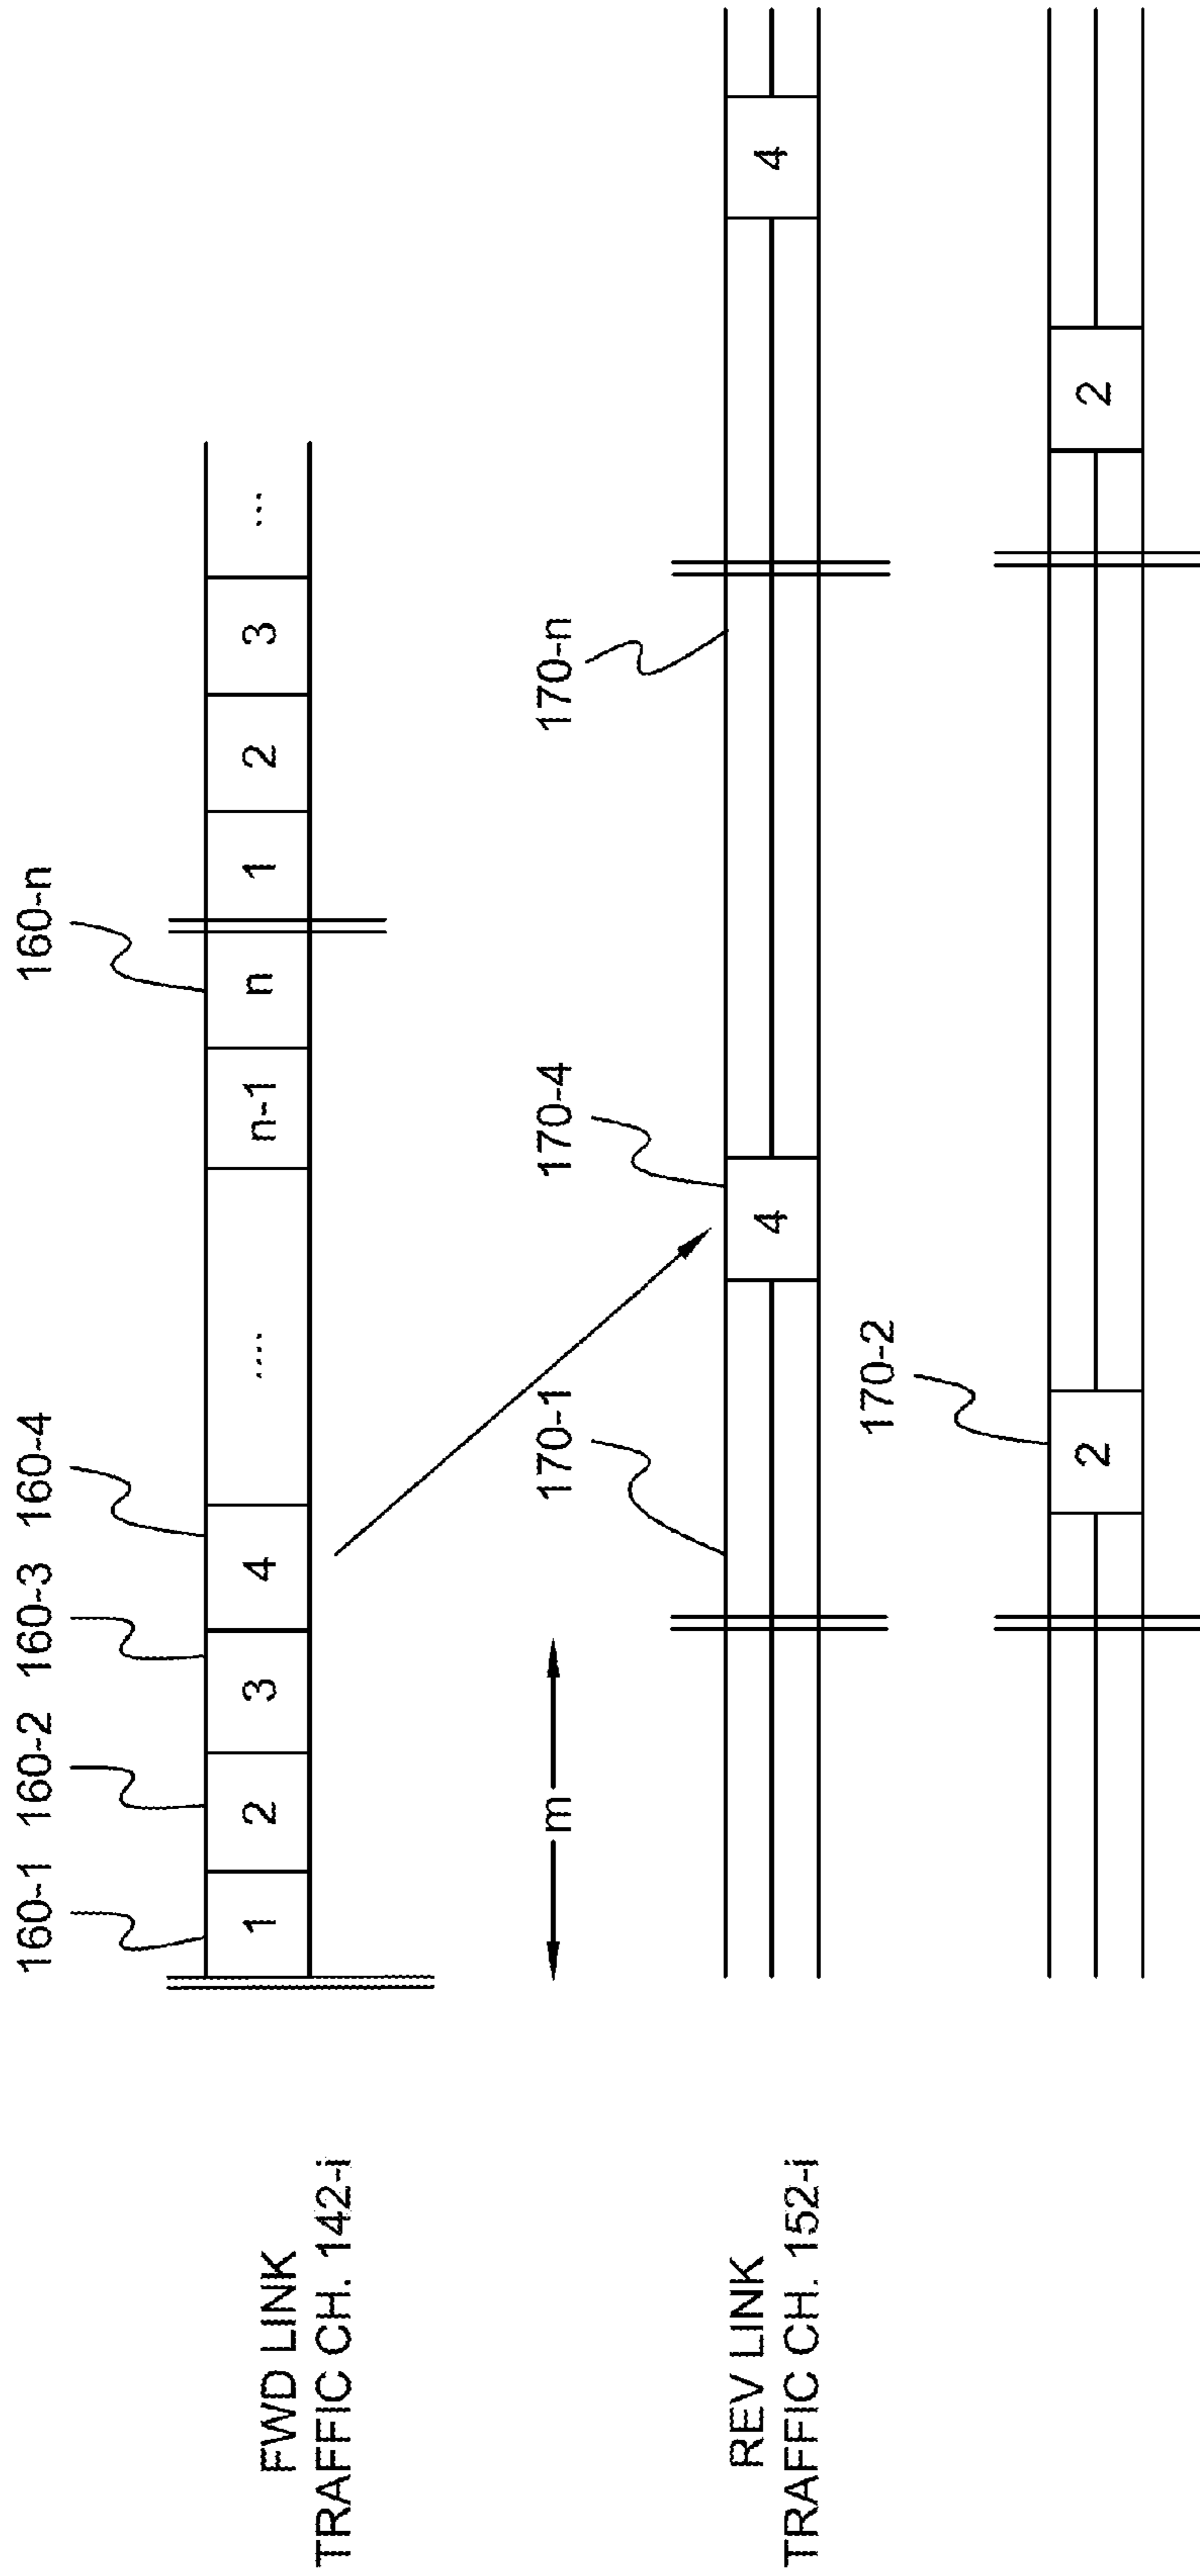 160-1 160-2 160-3 160-4 160-n
FWD LINK
TRAFFIC CH. 142-i
1 2 3 4 .... n-1 n 1 2 3 ...
m
170-1 170-4 170-n
REV LINK
TRAFFIC CH. 152-i
4 4
170-2
2 2